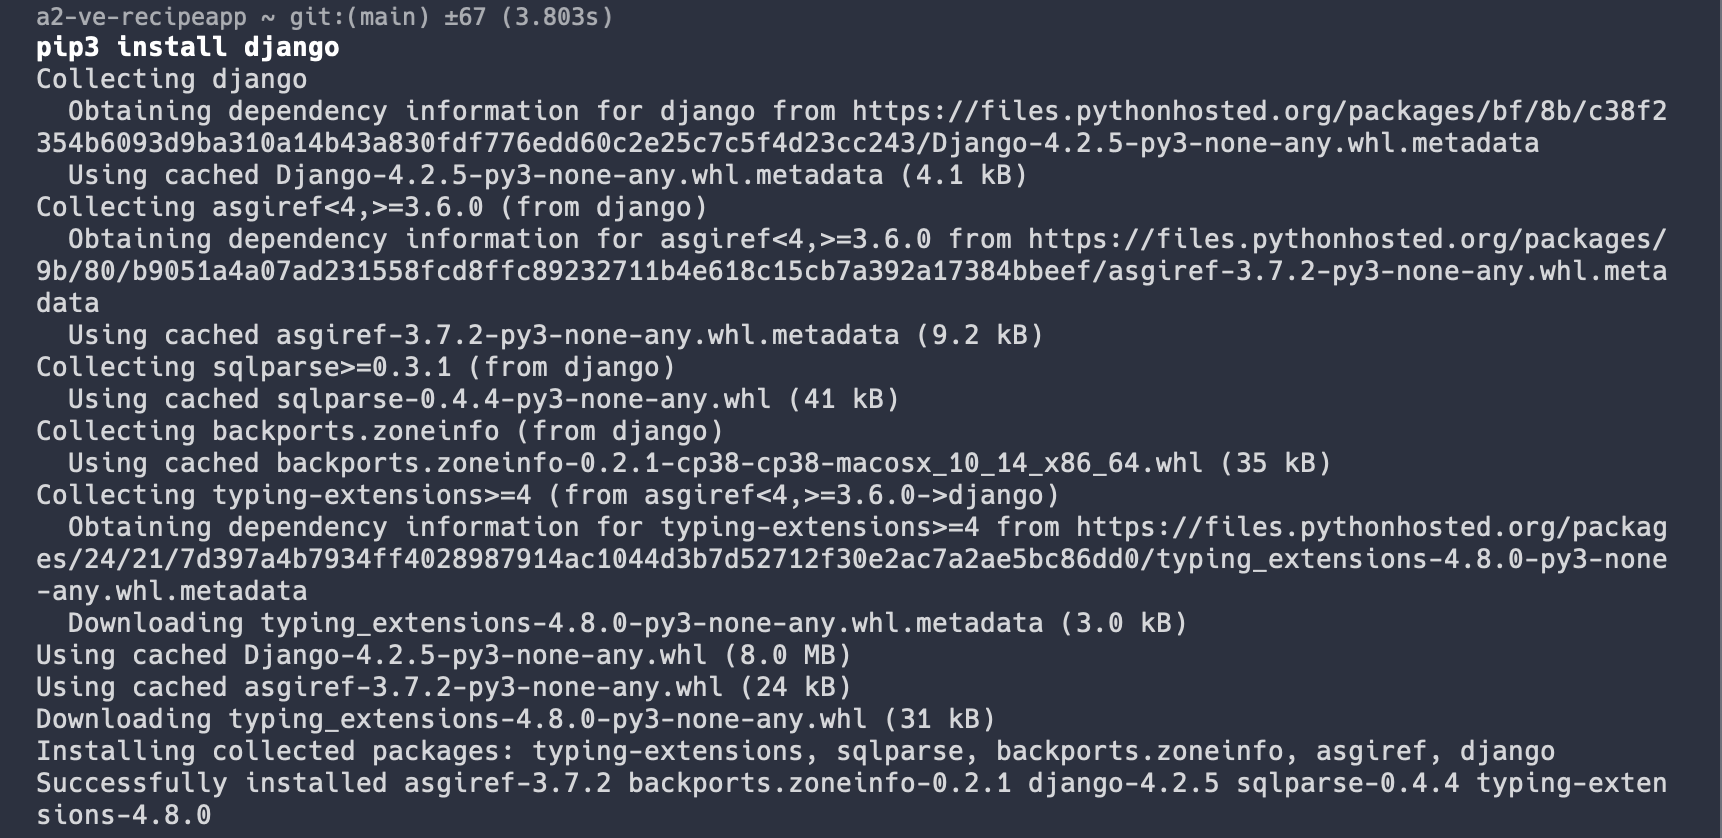 a2-ve-recipeapp ~ git:(main) ±67 (3.803s)
pip3 install django
Collecting django
  Obtaining dependency information for django from https://files.pythonhosted.org/packages/bf/8b/c38f2
354b6093d9ba310a14b43a830fdf776edd60c2e25c7c5f4d23cc243/Django-4.2.5-py3-none-any.whl.metadata
  Using cached Django-4.2.5-py3-none-any.whl.metadata (4.1 kB)
Collecting asgiref<4,>=3.6.0 (from django)
  Obtaining dependency information for asgiref<4,>=3.6.0 from https://files.pythonhosted.org/packages/
9b/80/b9051a4a07ad231558fcd8ffc89232711b4e618c15cb7a392a17384bbeef/asgiref-3.7.2-py3-none-any.whl.meta
data
  Using cached asgiref-3.7.2-py3-none-any.whl.metadata (9.2 kB)
Collecting sqlparse>=0.3.1 (from django)
  Using cached sqlparse-0.4.4-py3-none-any.whl (41 kB)
Collecting backports.zoneinfo (from django)
  Using cached backports.zoneinfo-0.2.1-cp38-cp38-macosx_10_14_x86_64.whl (35 kB)
Collecting typing-extensions>=4 (from asgiref<4,>=3.6.0->django)
  Obtaining dependency information for typing-extensions>=4 from https://files.pythonhosted.org/packag
es/24/21/7d397a4b7934ff4028987914ac1044d3b7d52712f30e2ac7a2ae5bc86dd0/typing_extensions-4.8.0-py3-none
-any.whl.metadata
  Downloading typing_extensions-4.8.0-py3-none-any.whl.metadata (3.0 kB)
Using cached Django-4.2.5-py3-none-any.whl (8.0 MB)
Using cached asgiref-3.7.2-py3-none-any.whl (24 kB)
Downloading typing_extensions-4.8.0-py3-none-any.whl (31 kB)
Installing collected packages: typing-extensions, sqlparse, backports.zoneinfo, asgiref, django
Successfully installed asgiref-3.7.2 backports.zoneinfo-0.2.1 django-4.2.5 sqlparse-0.4.4 typing-exten
sions-4.8.0